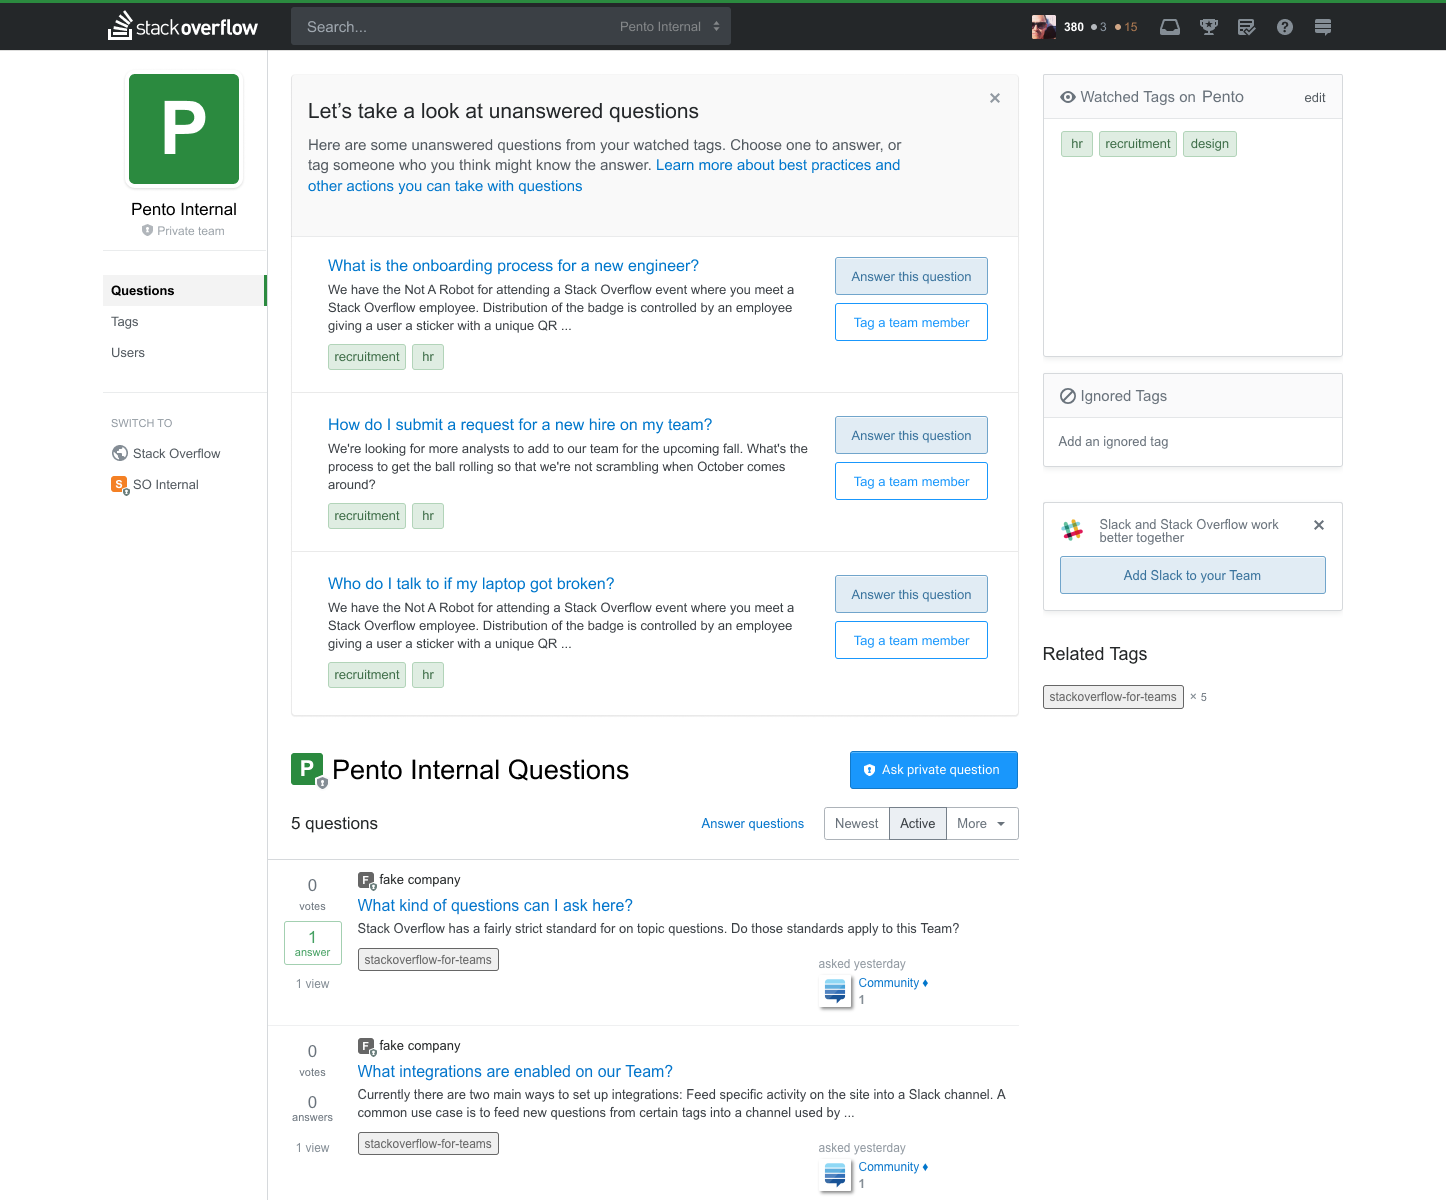 stackoverflow
Search...
Pento Internal
380 3 15
P
Pento Internal
Private team
Questions
Tags
Users
SWITCH TO
Stack Overflow
S SO Internal
Let’s take a look at unanswered questions
Here are some unanswered questions from your watched tags. Choose one to answer, or
tag someone who you think might know the answer. Learn more about best practices and
other actions you can take with questions
What is the onboarding process for a new engineer?
We have the Not A Robot for attending a Stack Overflow event where you meet a
Stack Overflow employee. Distribution of the badge is controlled by an employee
giving a user a sticker with a unique QR ...
recruitment hr
Answer this question
Tag a team member
How do I submit a request for a new hire on my team?
We're looking for more analysts to add to our team for the upcoming fall. What's the
process to get the ball rolling so that we're not scrambling when October comes
around?
recruitment hr
Answer this question
Tag a team member
Who do I talk to if my laptop got broken?
We have the Not A Robot for attending a Stack Overflow event where you meet a
Stack Overflow employee. Distribution of the badge is controlled by an employee
giving a user a sticker with a unique QR ...
recruitment hr
Answer this question
Tag a team member
P Pento Internal Questions
Ask private question
5 questions
Answer questions
Newest Active More
0
votes
1
answer
1 view
F fake company
What kind of questions can I ask here?
Stack Overflow has a fairly strict standard for on topic questions. Do those standards apply to this Team?
stackoverflow-for-teams
asked yesterday
Community ♦
1
0
votes
0
answers
1 view
F fake company
What integrations are enabled on our Team?
Currently there are two main ways to set up integrations: Feed specific activity on the site into a Slack channel. A
common use case is to feed new questions from certain tags into a channel used by ...
stackoverflow-for-teams
asked yesterday
Community ♦
1
Watched Tags on Pento edit
hr recruitment design
Ignored Tags
Add an ignored tag
Slack and Stack Overflow work
better together
Add Slack to your Team
Related Tags
stackoverflow-for-teams × 5